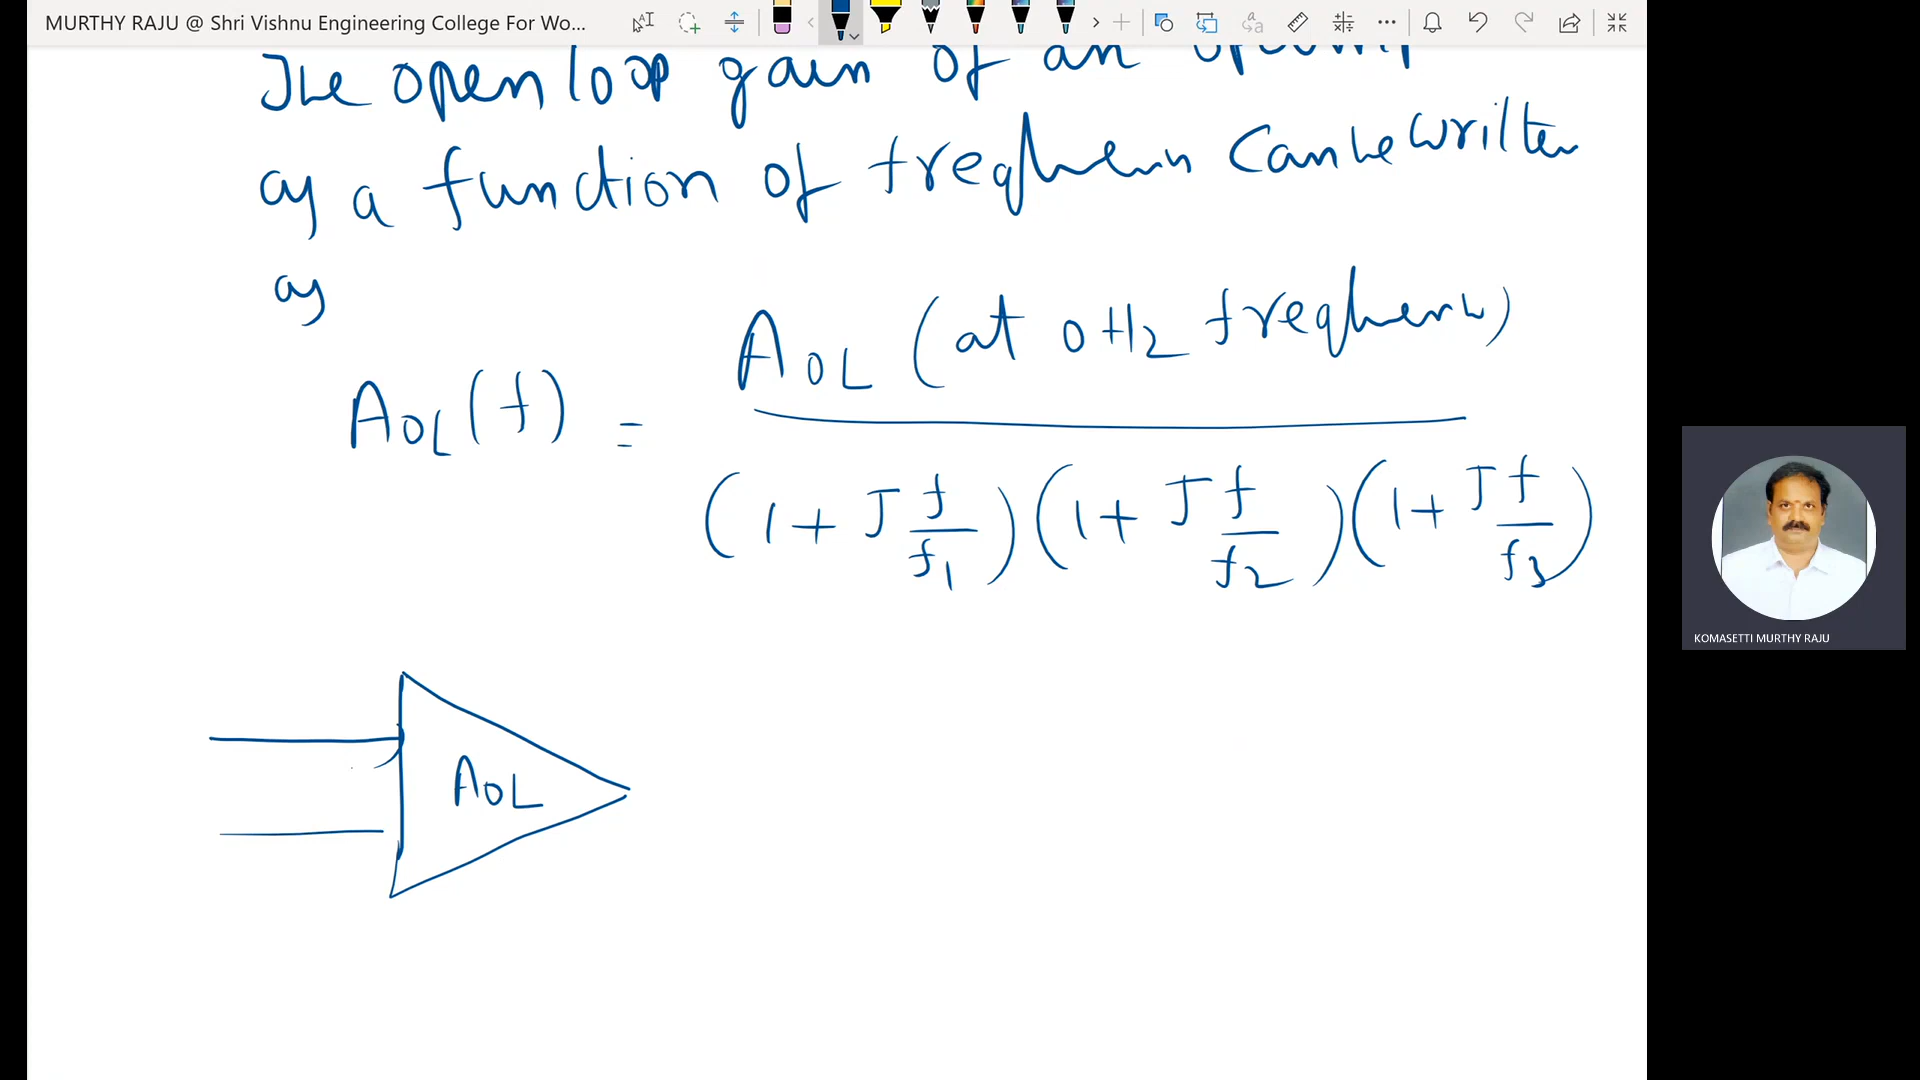 MURTHY RAJU @ Shri Vishnu Engineering College For Wo...
The open loop gain of an opamp
as a function of frequency can be written
as
AOL(f) = AOL (at 0Hz frequency)
(1 + J f/f1)(1 + J f/f2)(1 + J f/f3)
AOL
KOMASETTI MURTHY RAJU